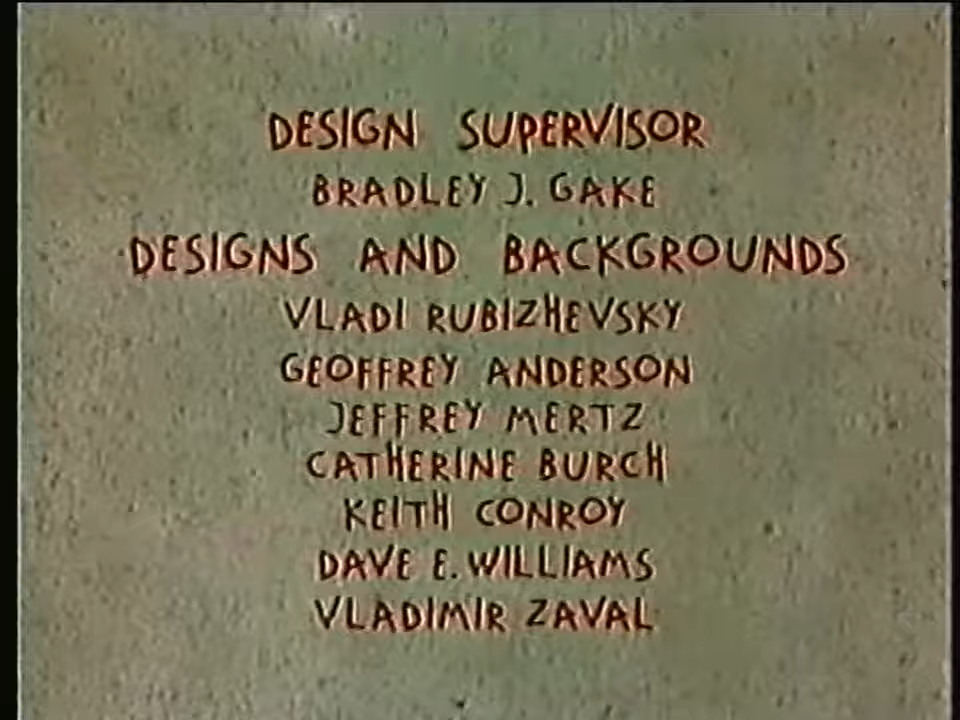 DESIGN SUPERVISOR
BRADLEY J. GAKE
DESIGNS AND BACKGROUNDS
VLADI RUBIZHEVSKY
GEOFFREY ANDERSON
JEFFREY MERTZ
CATHERINE BURCH
KEITH CONROY
DAVE E. WILLIAMS
VLADIMIR ZAVAL